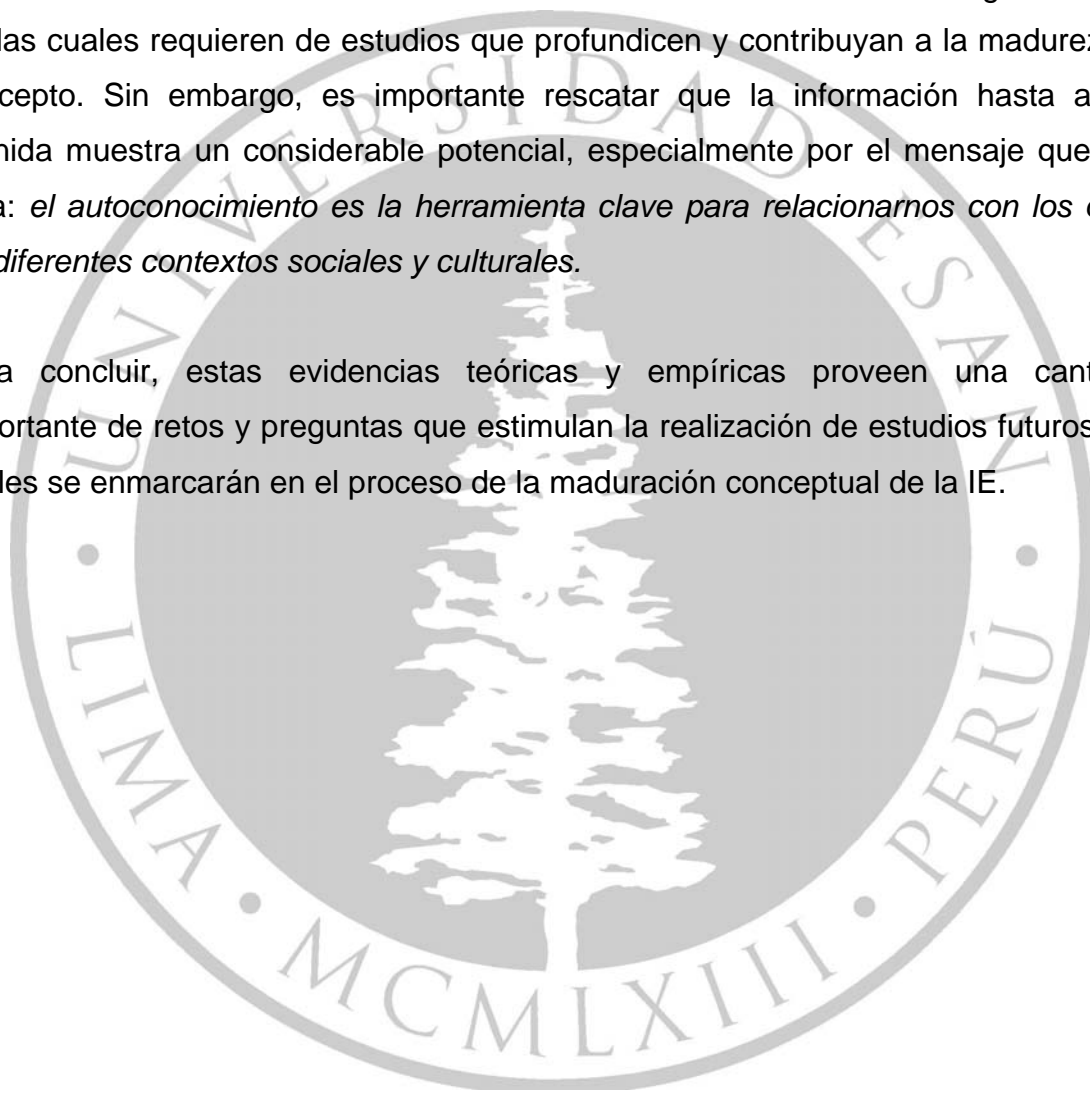 las cuales requieren de estudios que profundicen y contribuyan a la madurez
cepto. Sin embargo, es importante rescatar que la información hasta a
nida muestra un considerable potencial, especialmente por el mensaje que
a: el autoconocimiento es la herramienta clave para relacionarnos con los
diferentes contextos sociales y culturales.
a concluir, estas evidencias teóricas y empíricas proveen una cant
ortante de retos y preguntas que estimulan la realización de estudios futuros
les se enmarcarán en el proceso de la maduración conceptual de la IE.
UNIVERSIDAD ESAN
LIMA • MCMLXIII • PERÚ